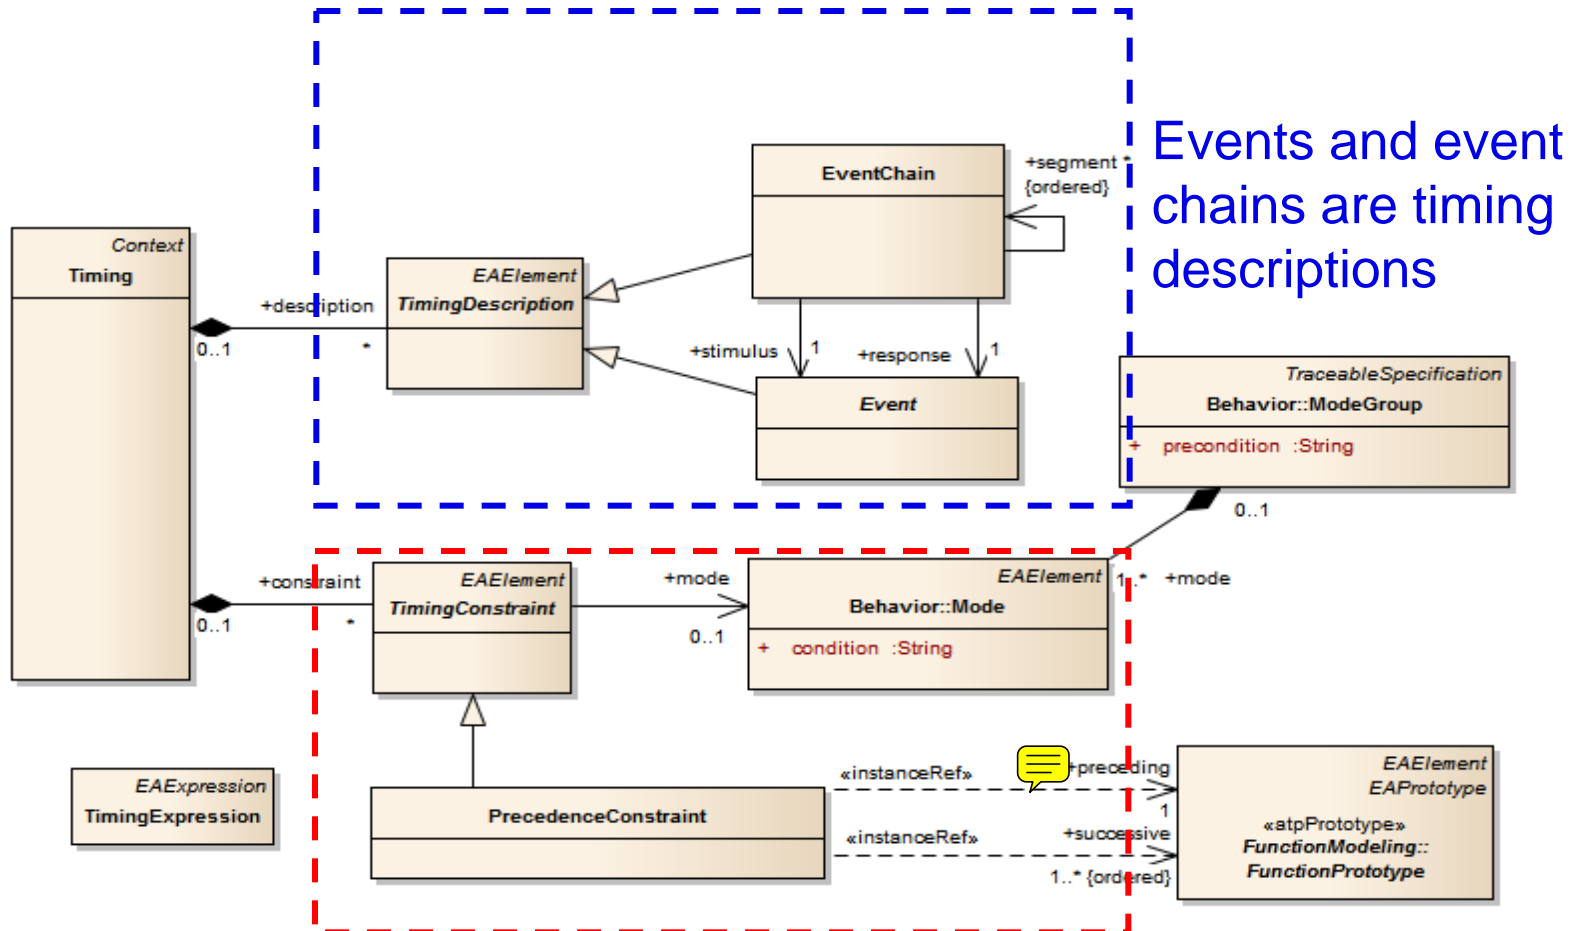 Events and event
chains are timing
descriptions
Context
Timing
+description
0..1
*
EAElement
TimingDescription
EventChain
+segment *
{ordered}
+stimulus
1
+response
1
Event
TraceableSpecification
Behavior::ModeGroup
+ precondition :String
0..1
+constraint
0..1
*
EAElement
TimingConstraint
+mode
0..1
EAElement
Behavior::Mode
+ condition :String
1..* +mode
EAExpression
TimingExpression
PrecedenceConstraint
«instanceRef»
+preceding
1
«instanceRef»
+successive
1..* {ordered}
EAElement
EAPrototype
«atpPrototype»
FunctionModeling::
FunctionPrototype